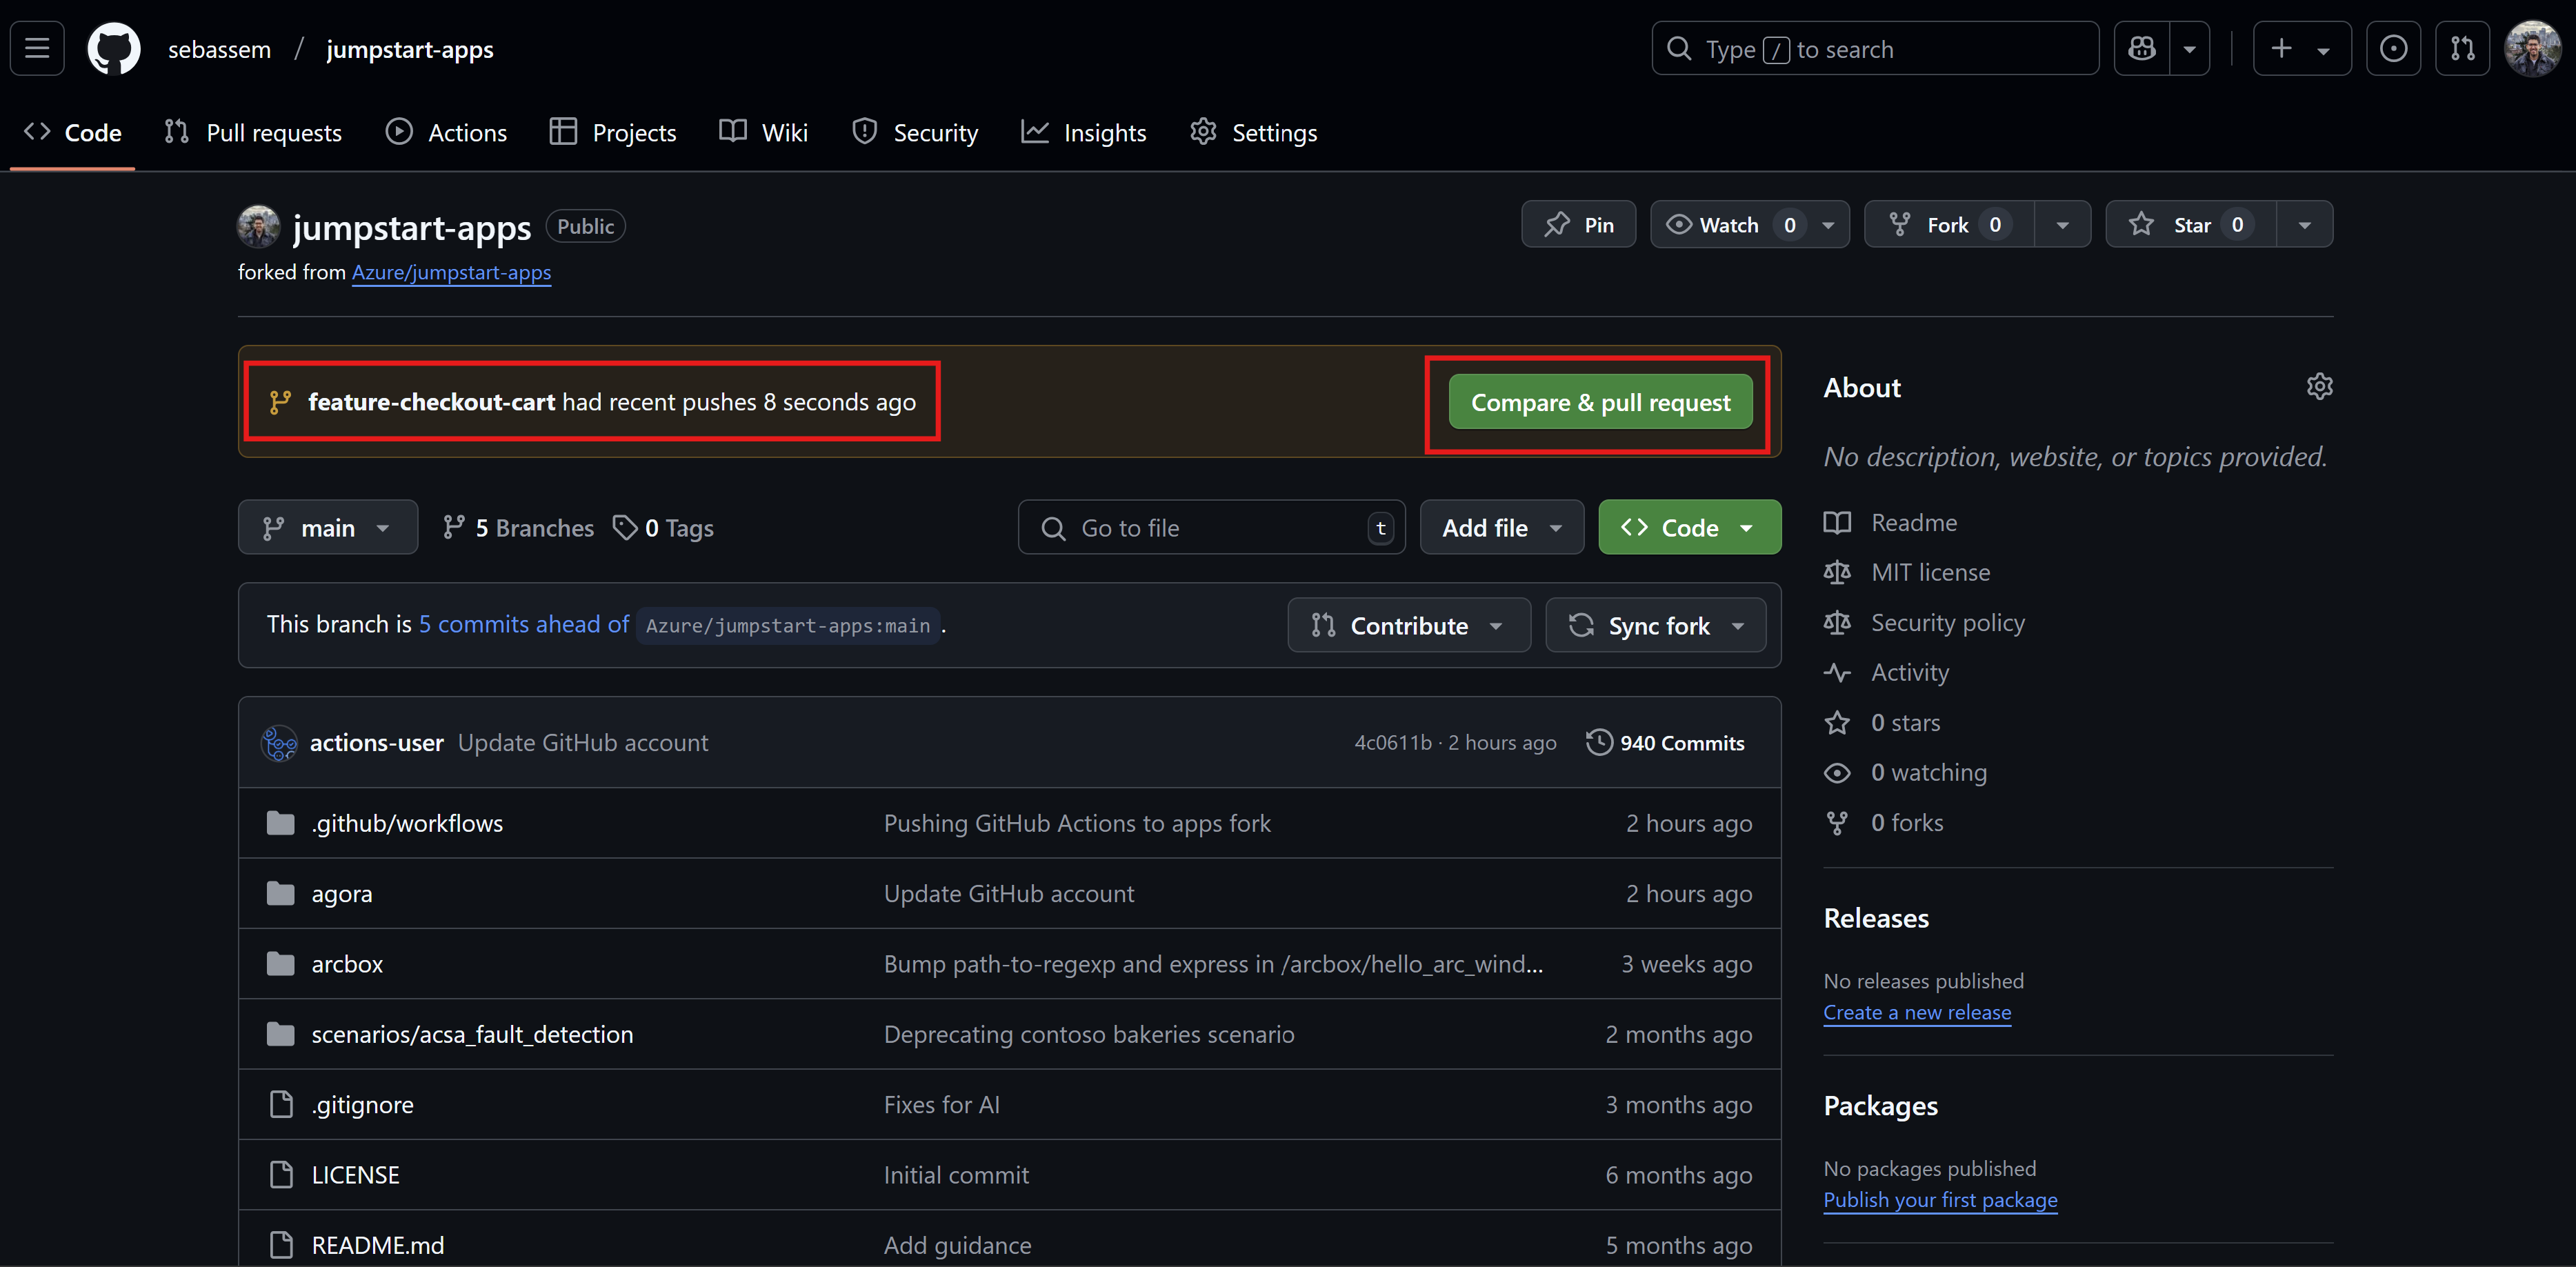 sebassem / jumpstart-apps
Type / to search
Code Pull requests Actions Projects Wiki Security Insights Settings
jumpstart-apps Public
forked from Azure/jumpstart-apps
Pin Watch 0 Fork 0 Star 0
feature-checkout-cart had recent pushes 8 seconds ago
Compare & pull request
main 5 Branches 0 Tags
Go to file t
Add file
Code
This branch is 5 commits ahead of Azure/jumpstart-apps:main .
Contribute
Sync fork
actions-user Update GitHub account 4c0611b · 2 hours ago 940 Commits
.github/workflows Pushing GitHub Actions to apps fork 2 hours ago
agora Update GitHub account 2 hours ago
arcbox Bump path-to-regexp and express in /arcbox/hello_arc_wind... 3 weeks ago
scenarios/acsa_fault_detection Deprecating contoso bakeries scenario 2 months ago
.gitignore Fixes for AI 3 months ago
LICENSE Initial commit 6 months ago
README.md Add guidance 5 months ago
About
No description, website, or topics provided.
Readme
MIT license
Security policy
Activity
0 stars
0 watching
0 forks
Releases
No releases published
Create a new release
Packages
No packages published
Publish your first package